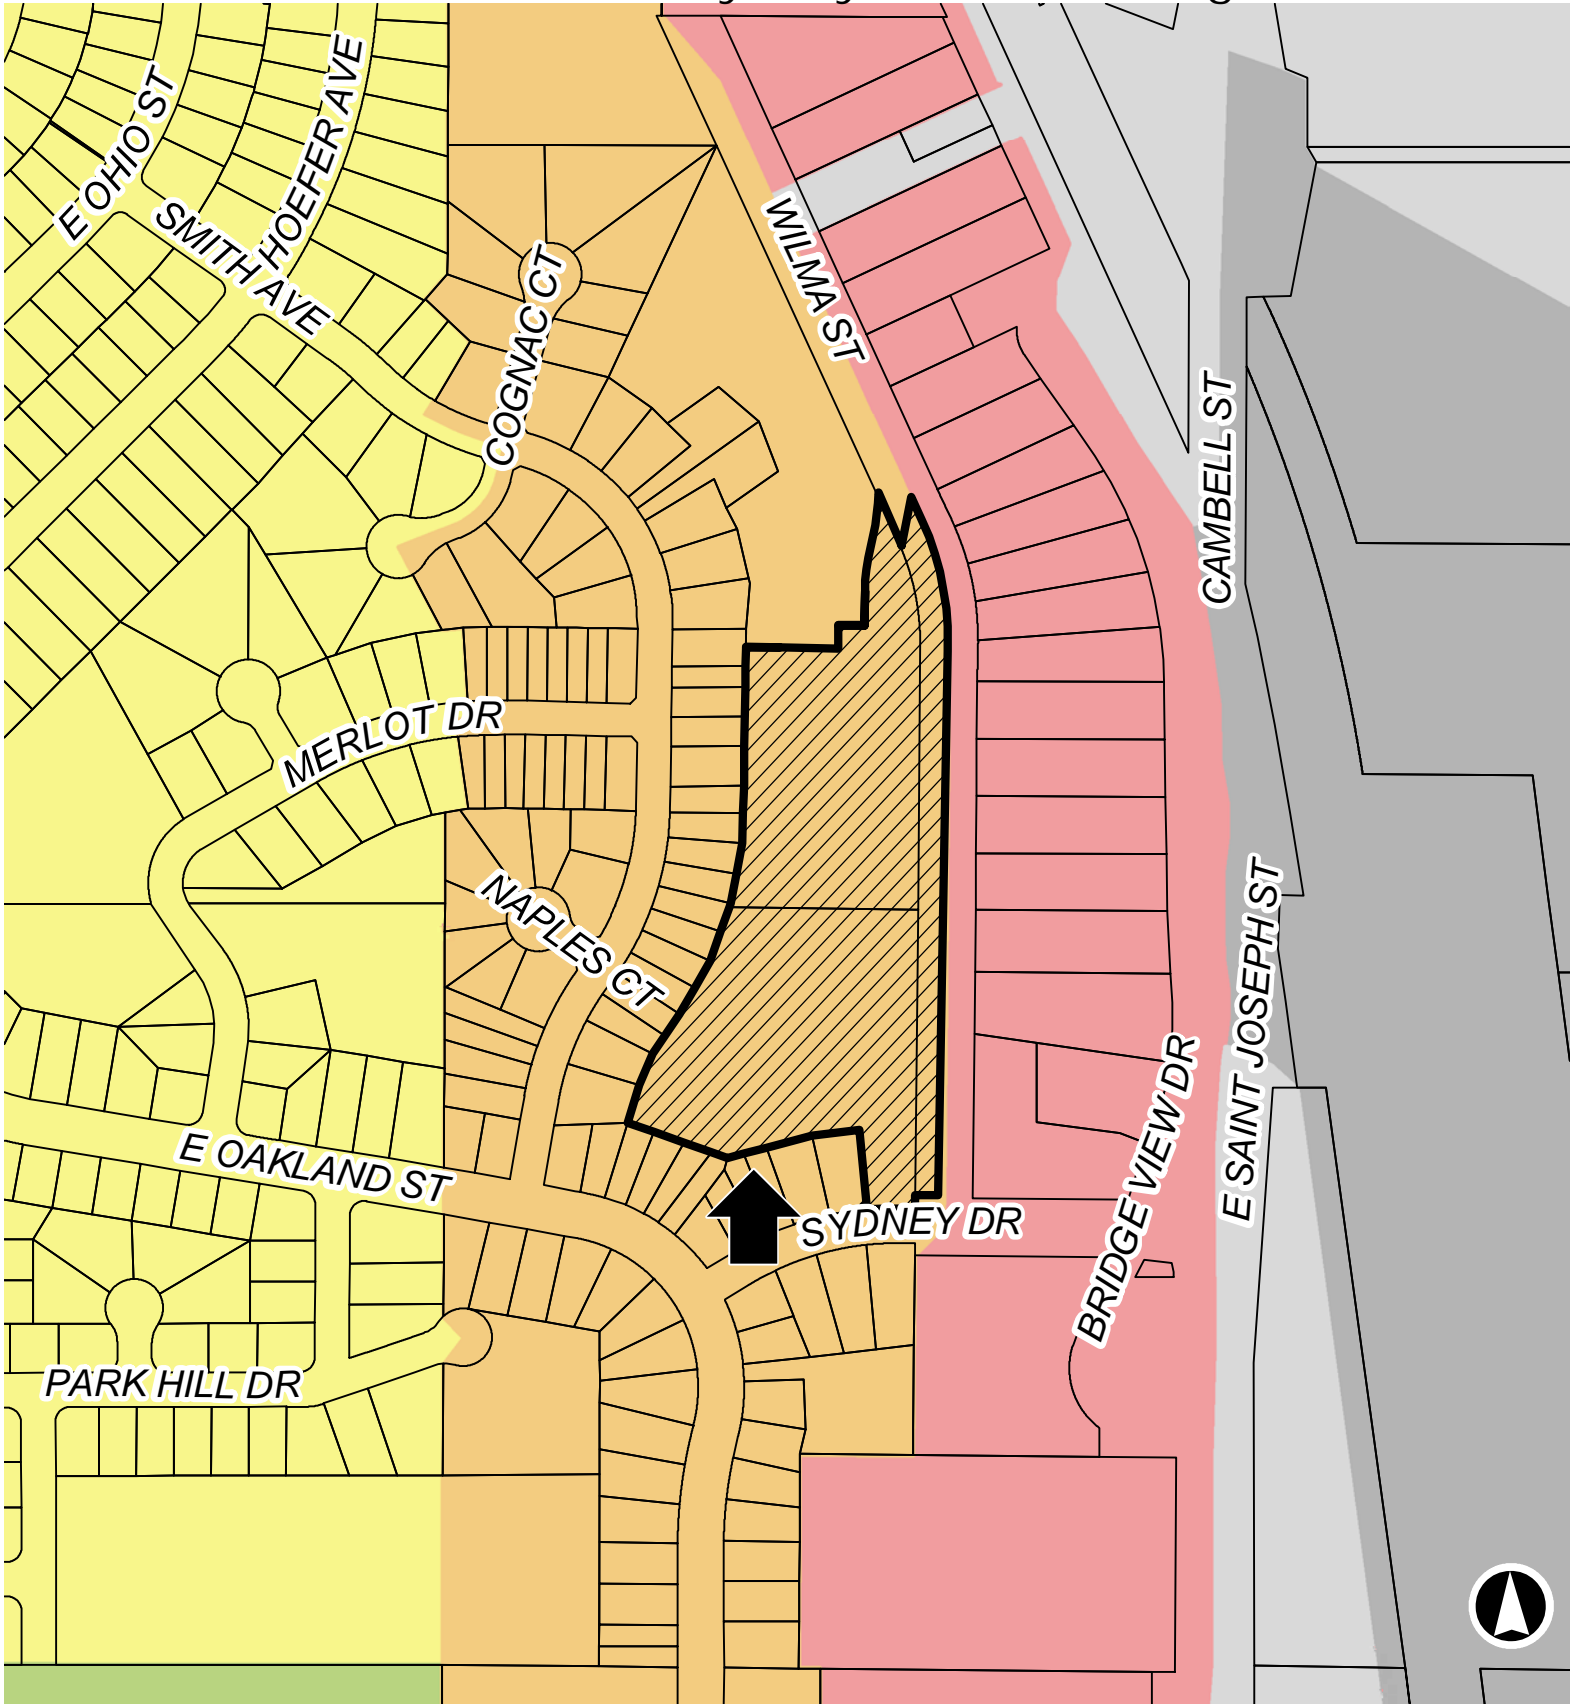 E OHIO ST
HOEFER AVE
SMITH AVE
COGNAC CT
WILMA ST
CAMBELL ST
MERLOT DR
NAPLES CT
E SAINT JOSEPH ST
BRIDGE VIEW DR
E OAKLAND ST
SYDNEY DR
PARK HILL DR